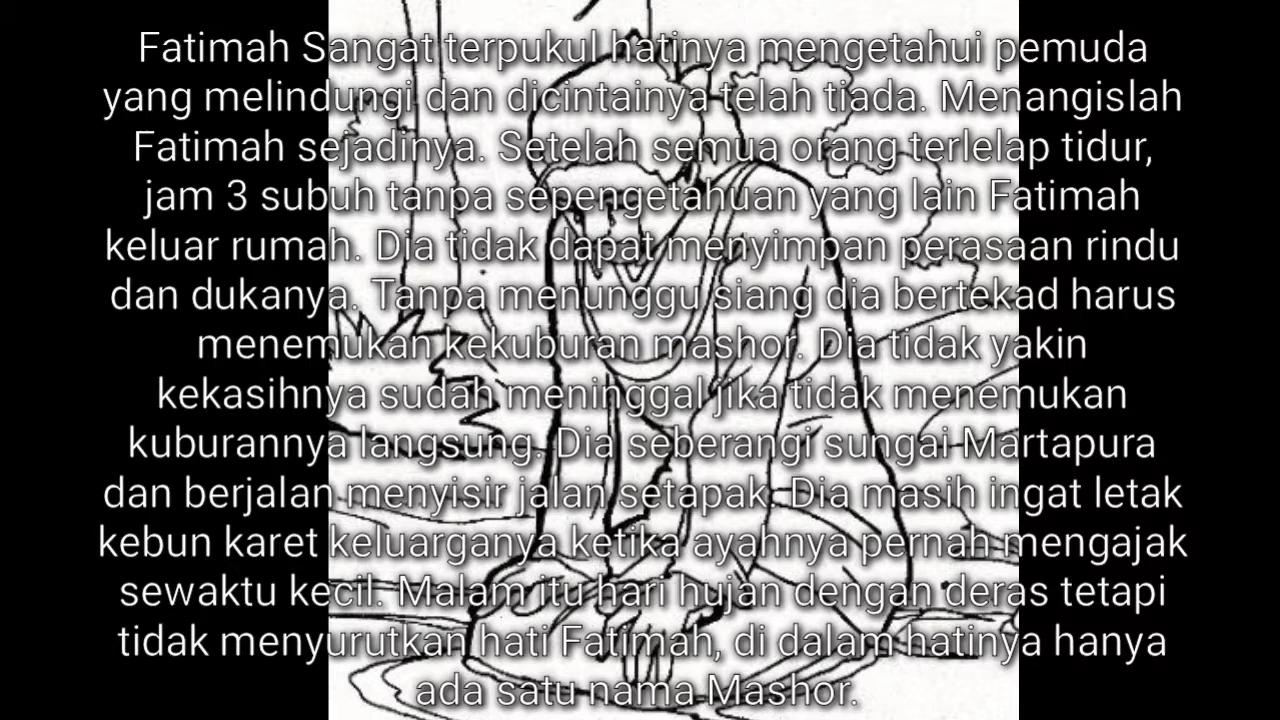 Fatimah Sangat terpukul hatinya mengetahui pemuda
yang melindungi dan dicintainya telah tiada. Menangislah
Fatimah sejadinya. Setelah semua orang terlelap tidur,
jam 3 subuh tanpa sepengetahuan yang lain Fatimah
keluar rumah. Dia tidak dapat menyimpan perasaan rindu
dan dukanya. Tanpa menunggu siang dia bertekad harus
menemukan kekuburan mashor. Dia tidak yakin
kekasihnya sudah meninggal jika tidak menemukan
kuburannya langsung. Dia seberangi sungai Martapura
dan berjalan menyisir jalan setapak. Dia masih ingat letak
kebun karet keluarganya ketika ayahnya pernah mengajak
sewaktu kecil. Malam itu hari hujan dengan deras tetapi
tidak menyurutkan hati Fatimah, di dalam hatinya hanya
ada satu nama Mashor.